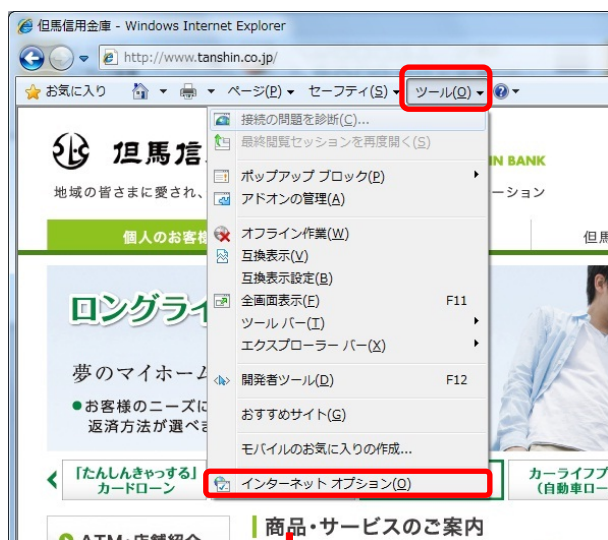 但馬信用金庫 - Windows Internet Explorer
http://www.tanshin.co.jp/
お気に入り ページ(P) セーフティ(S) ツール(O)
接続の問題を診断(C)...
最終閲覧セッションを再度開く(S)
但馬信
IN BANK
ポップアップ ブロック(P)
地域の皆さまに愛され、
ーション
アドオンの管理(A)
個人のお客様
オフライン作業(W)
但馬
互換表示(V)
互換表示設定(B)
ロングライ
全画面表示(F) F11
ツール バー(T)
エクスプローラー バー(X)
夢のマイホーム
開発者ツール(D) F12
●お客様のニーズに
おすすめサイト(G)
返済方法が選べ
モバイルのお気に入りの作成...
「たんしんきゃっする」
カードローン
インターネット オプション(O)
カーライフプ
(自動車ロー
商品・サービスのご案内
ATM・店舗紹介